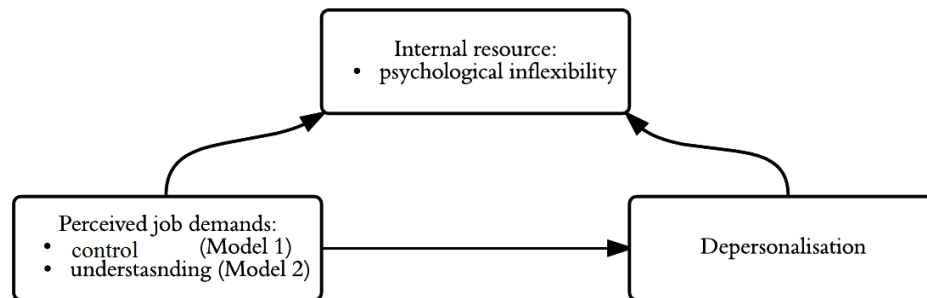 Internal resource:
• psychological inflexibility
Perceived job demands:
• control (Model 1)
• understasnding (Model 2)
Depersonalisation